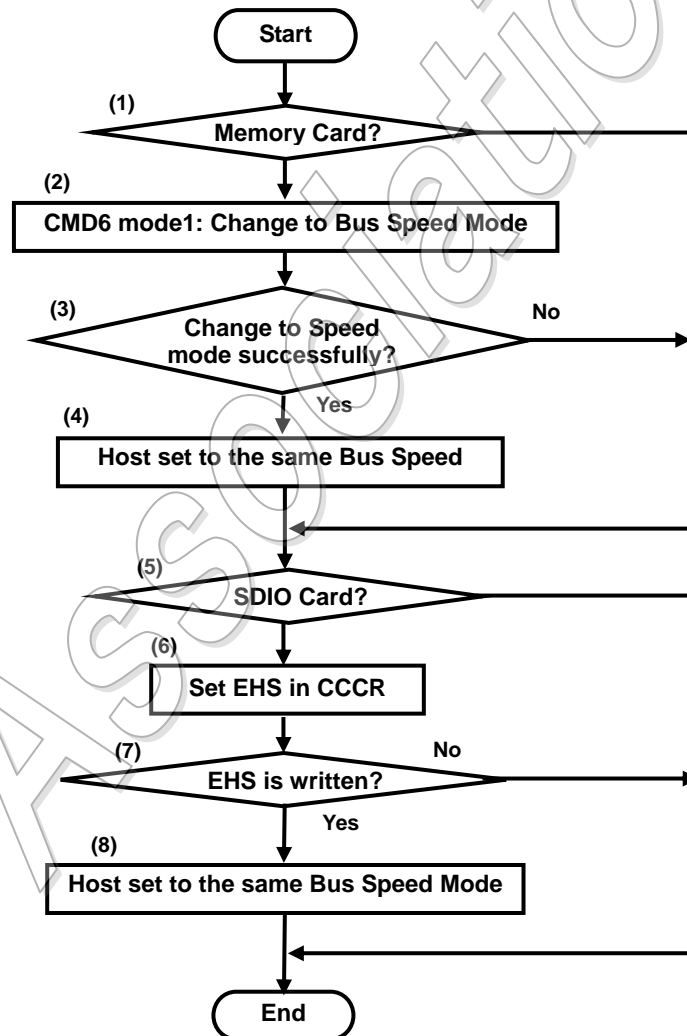 Start
(1)
Memory Card?
(2)
CMD6 mode1: Change to Bus Speed Mode
(3)
Change to Speed
mode successfully?
No
Yes
(4)
Host set to the same Bus Speed
(5)
SDIO Card?
(6)
Set EHS in CCCR
(7)
No
EHS is written?
Yes
(8)
Host set to the same Bus Speed Mode
End
Associatio